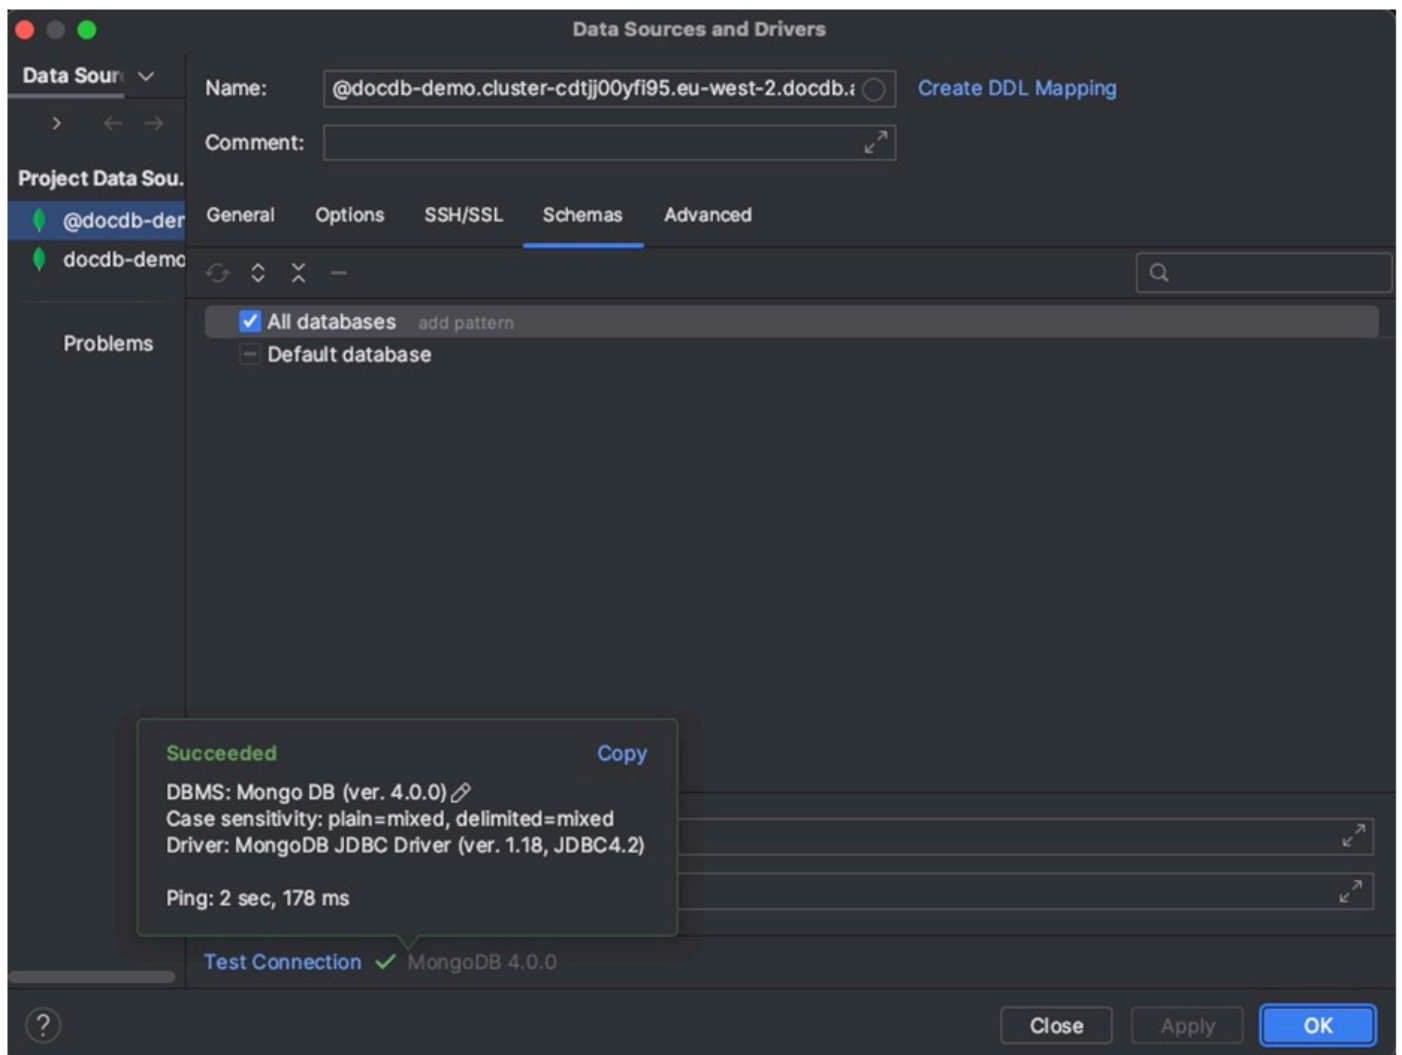 Data Sources and Drivers
Data Sour
Name:
@docdb-demo.cluster-cdtjj00yfi95.eu-west-2.docdb.a
Create DDL Mapping
Comment:
Project Data Sou.
@docdb-der
docdb-demo
Problems
General Options SSH/SSL Schemas Advanced
All databases add pattern
Default database
Succeeded Copy
DBMS: Mongo DB (ver. 4.0.0)
Case sensitivity: plain=mixed, delimited=mixed
Driver: MongoDB JDBC Driver (ver. 1.18, JDBC4.2)
Ping: 2 sec, 178 ms
Test Connection MongoDB 4.0.0
? Close Apply OK